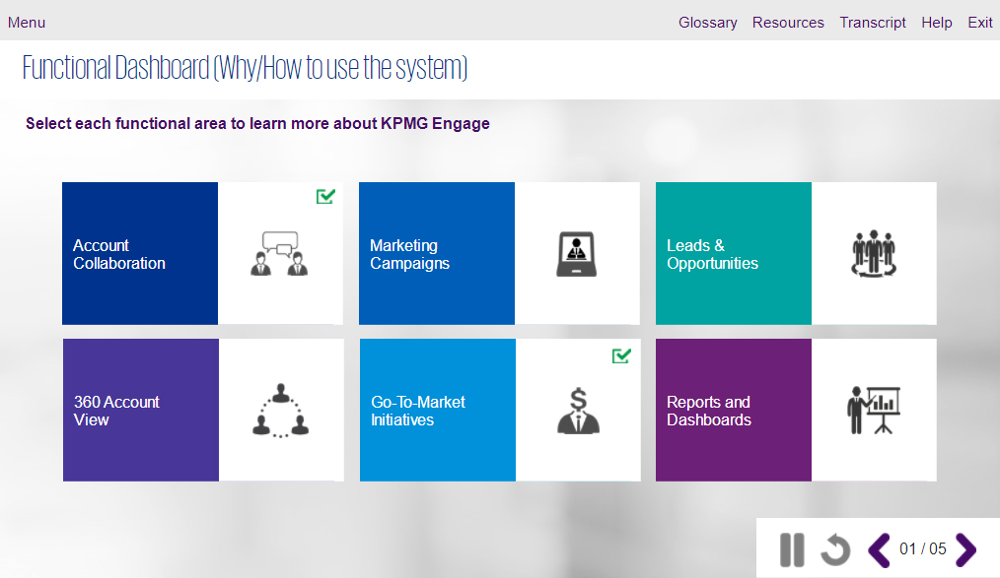 Menu
Glossary Resources Transcript Help Exit
Functional Dashboard (Why/How to use the system)
Select each functional area to learn more about KPMG Engage
Account
Collaboration
Marketing
Campaigns
Leads &
Opportunities
360 Account
View
Go-To-Market
Initiatives
$
Reports and
Dashboards
01 / 05